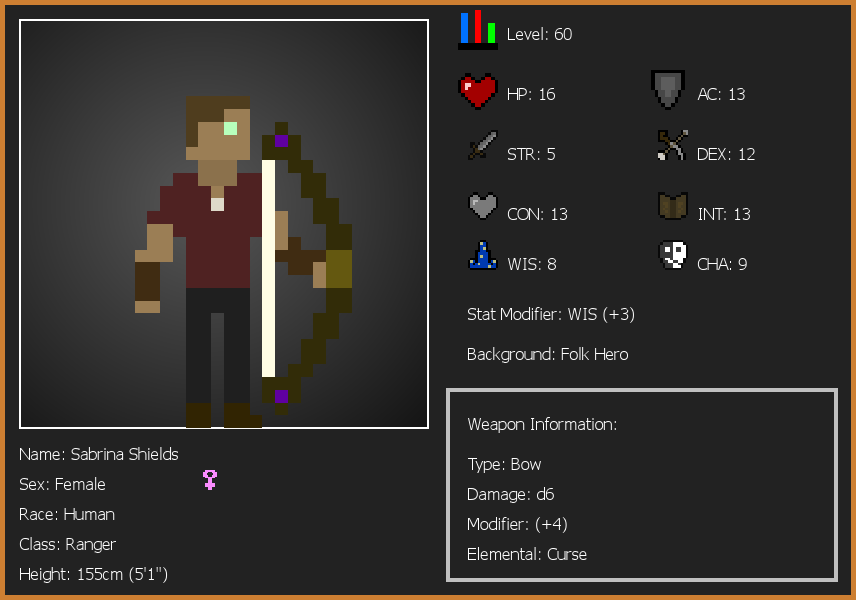 Level: 60
HP: 16
AC: 13
STR: 5
DEX: 12
CON: 13
INT: 13
WIS: 8
CHA: 9
Stat Modifier: WIS (+3)
Background: Folk Hero
Weapon Information:
Type: Bow
Damage: d6
Modifier: (+4)
Elemental: Curse
Name: Sabrina Shields
Sex: Female
Race: Human
Class: Ranger
Height: 155cm (5'1")